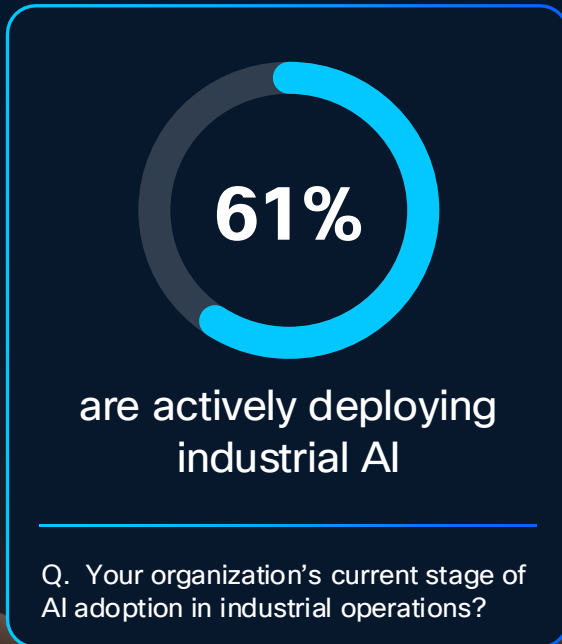 61%
are actively deploying
industrial AI
Q. Your organization’s current stage of
AI adoption in industrial operations?